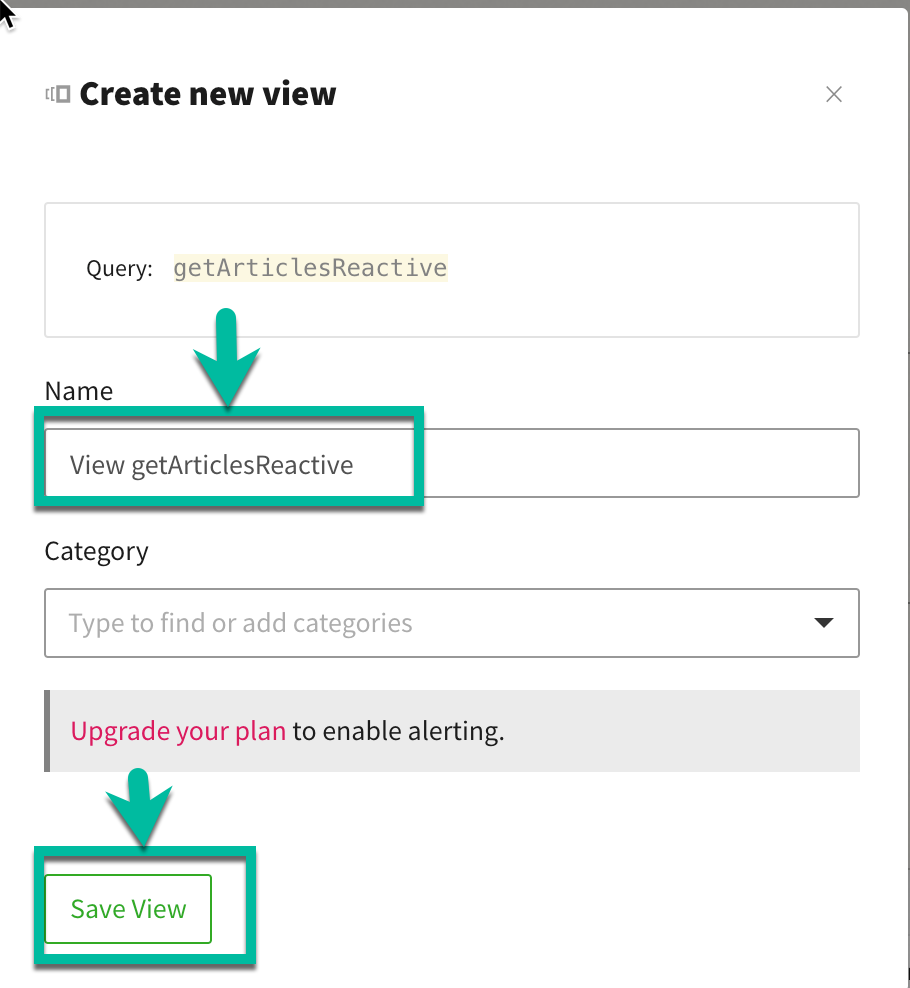 Create new view
Query: getArticlesReactive
Name
View getArticlesReactive
Category
Type to find or add categories
Upgrade your plan to enable alerting.
Save View